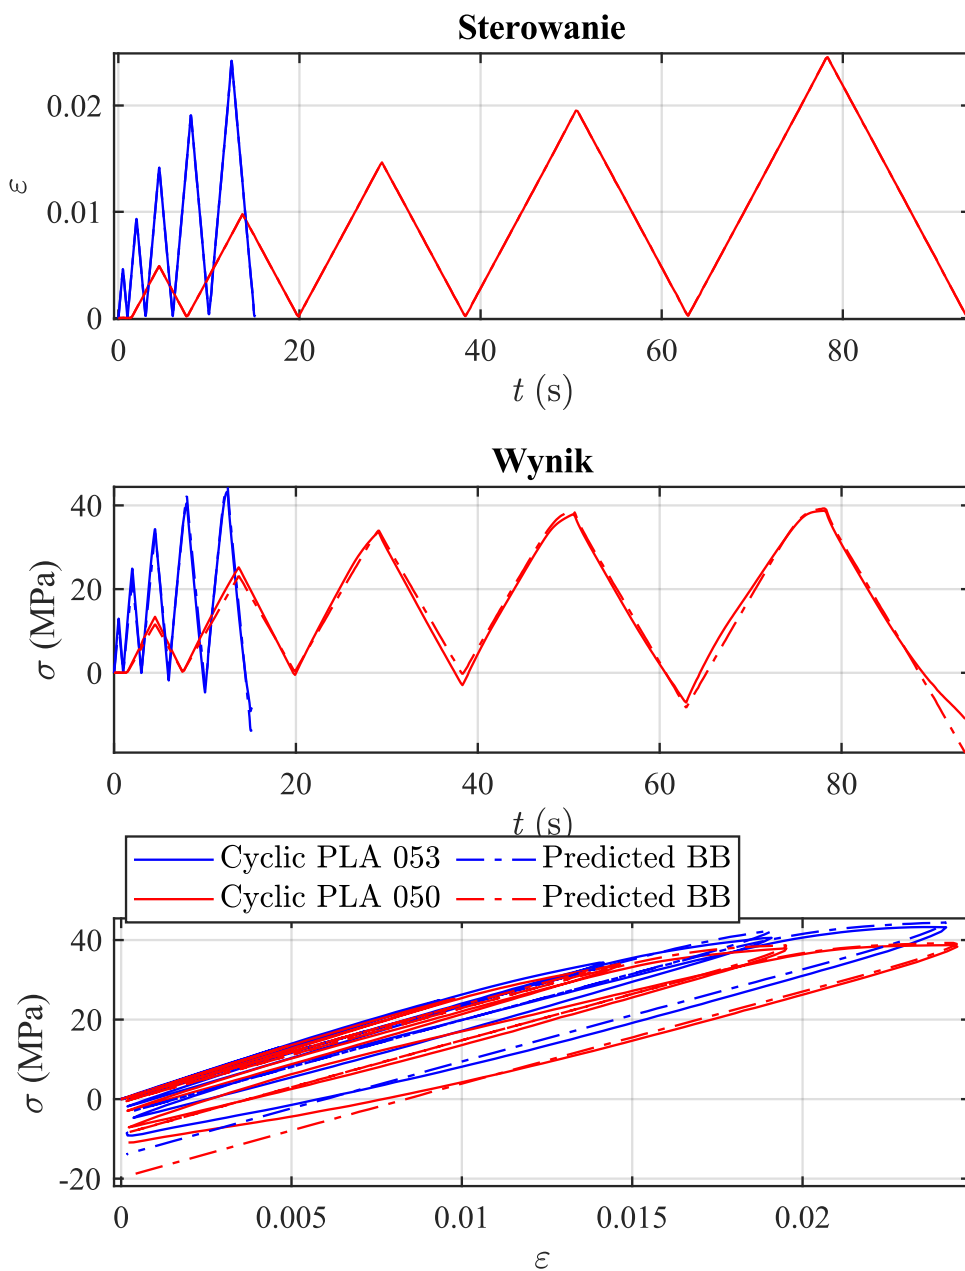 Sterowanie
0.02
0.01
0
ε
0 20 40 60 80
t (s)
Wynik
40
20
0
σ (MPa)
0 20 40 60 80
t (s)
Cyclic PLA 053 Predicted BB
Cyclic PLA 050 Predicted BB
40
20
0
-20
σ (MPa)
0 0.005 0.01 0.015 0.02
ε